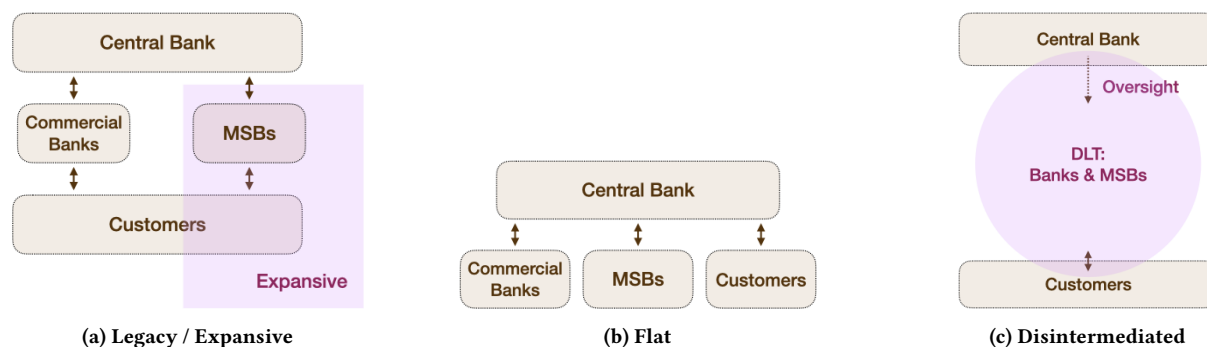 Central Bank
Commercial
Banks
MSBs
Customers
Expansive
(a) Legacy / Expansive
Central Bank
Commercial
Banks
MSBs
Customers
(b) Flat
Central Bank
Oversight
DLT:
Banks & MSBs
Customers
(c) Disintermediated